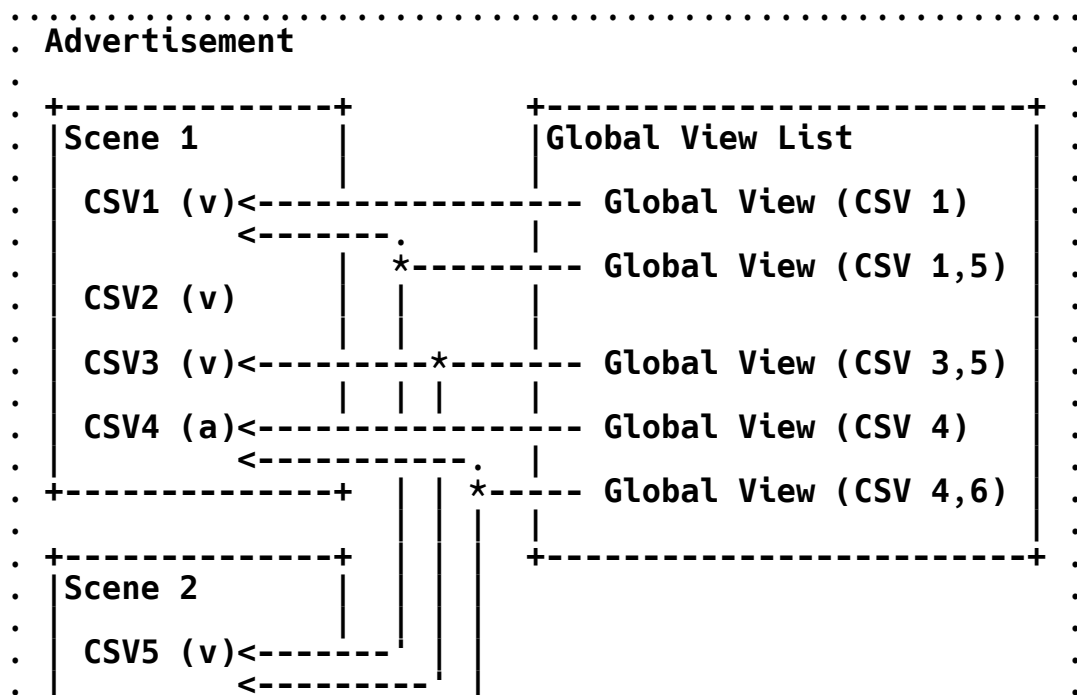 Advertisement
Scene 1
Global View List
CSV1 (v)<----------------- Global View (CSV 1)
<-------.
*--------- Global View (CSV 1,5)
CSV2 (v)
CSV3 (v)<---------*------- Global View (CSV 3,5)
CSV4 (a)<----------------- Global View (CSV 4)
<-----------.
*----- Global View (CSV 4,6)
Scene 2
CSV5 (v)<-------'
<---------'